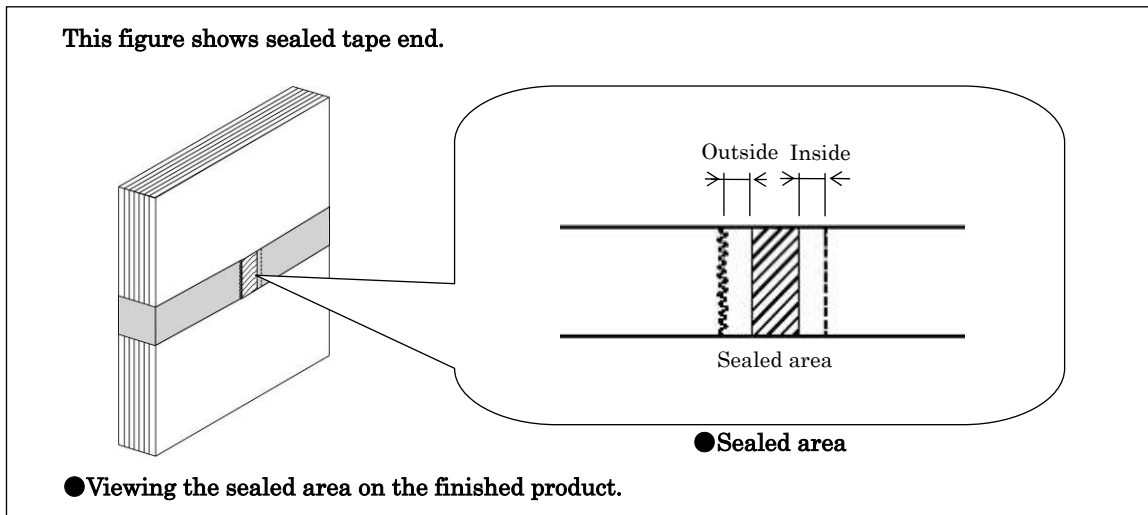 This figure shows sealed tape end.
Outside Inside
Sealed area
●Sealed area
●Viewing the sealed area on the finished product.